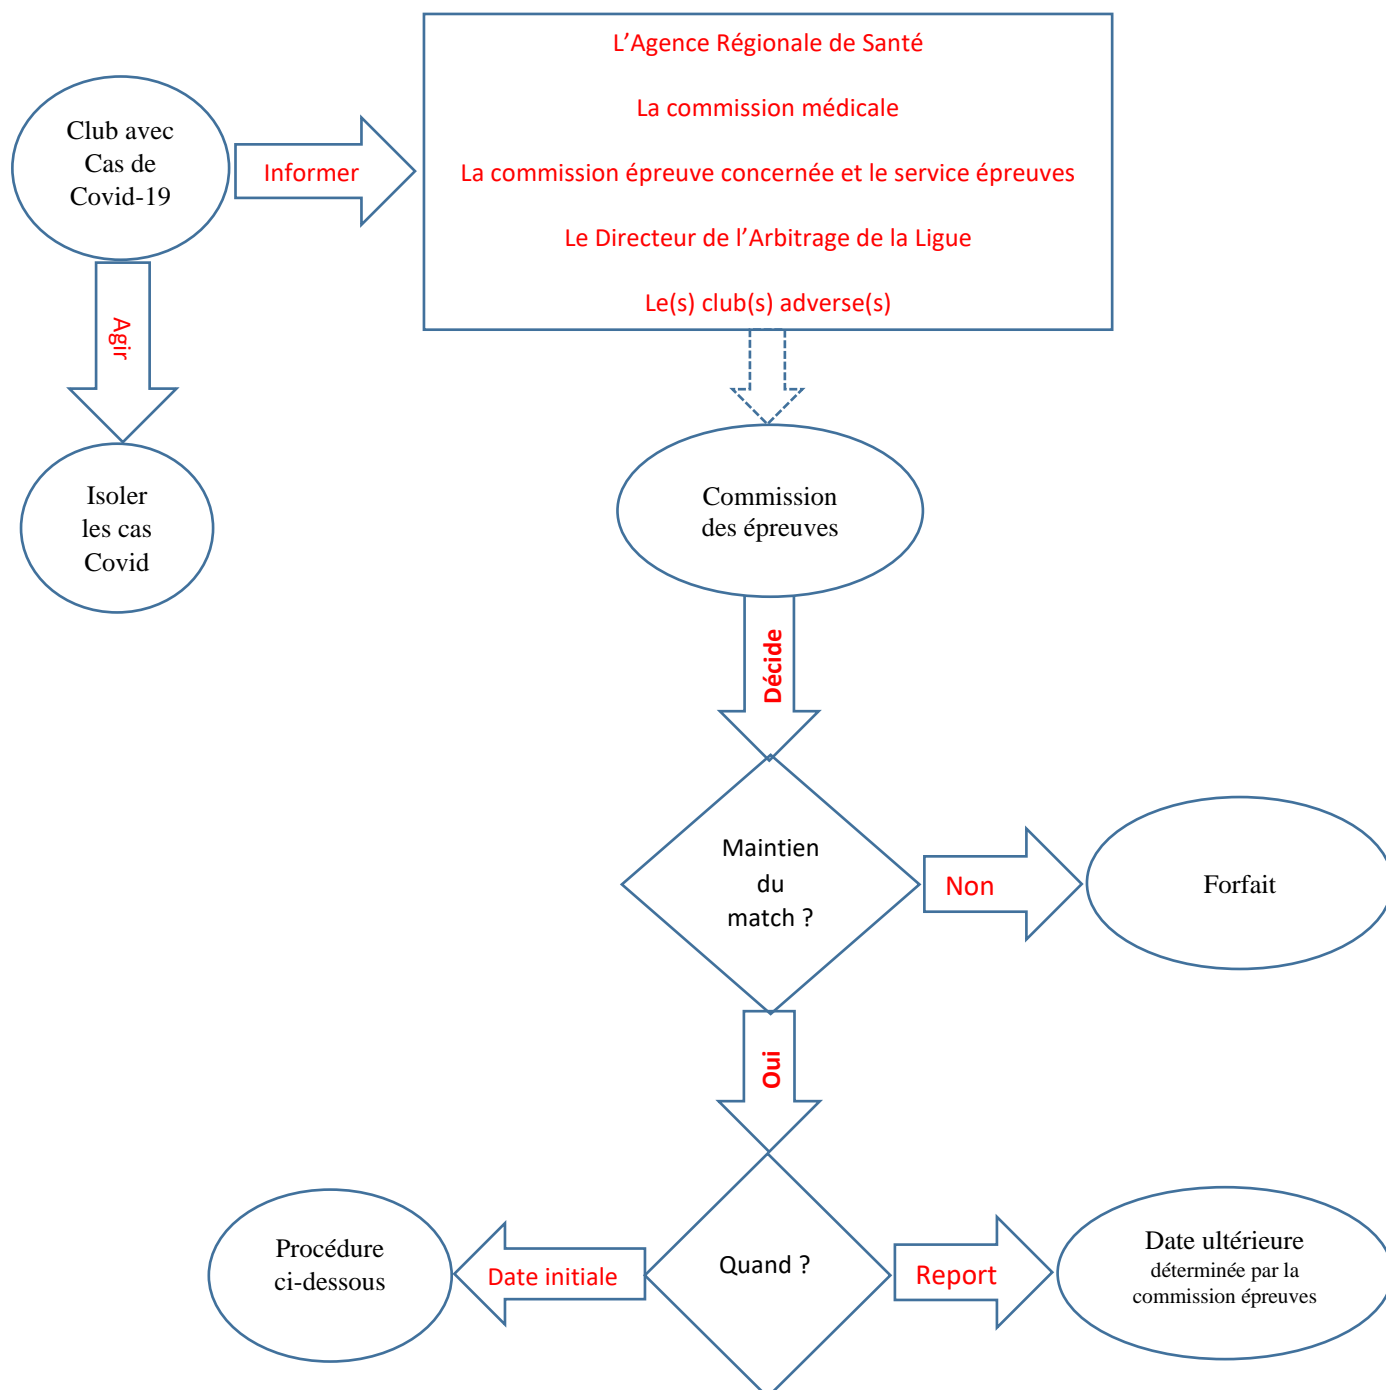 L’Agence Régionale de Santé
La commission médicale
La commission épreuve concernée et le service épreuves
Le Directeur de l’Arbitrage de la Ligue
Le(s) club(s) adverse(s)
Club avec
Cas de
Covid-19
Informer
Agir
Isoler
les cas
Covid
Commission
des épreuves
Décide
Maintien
du
match ?
Non
Forfait
Oui
Quand ?
Date initiale
Procédure
ci-dessous
Report
Date ultérieure
déterminée par la
commission épreuves